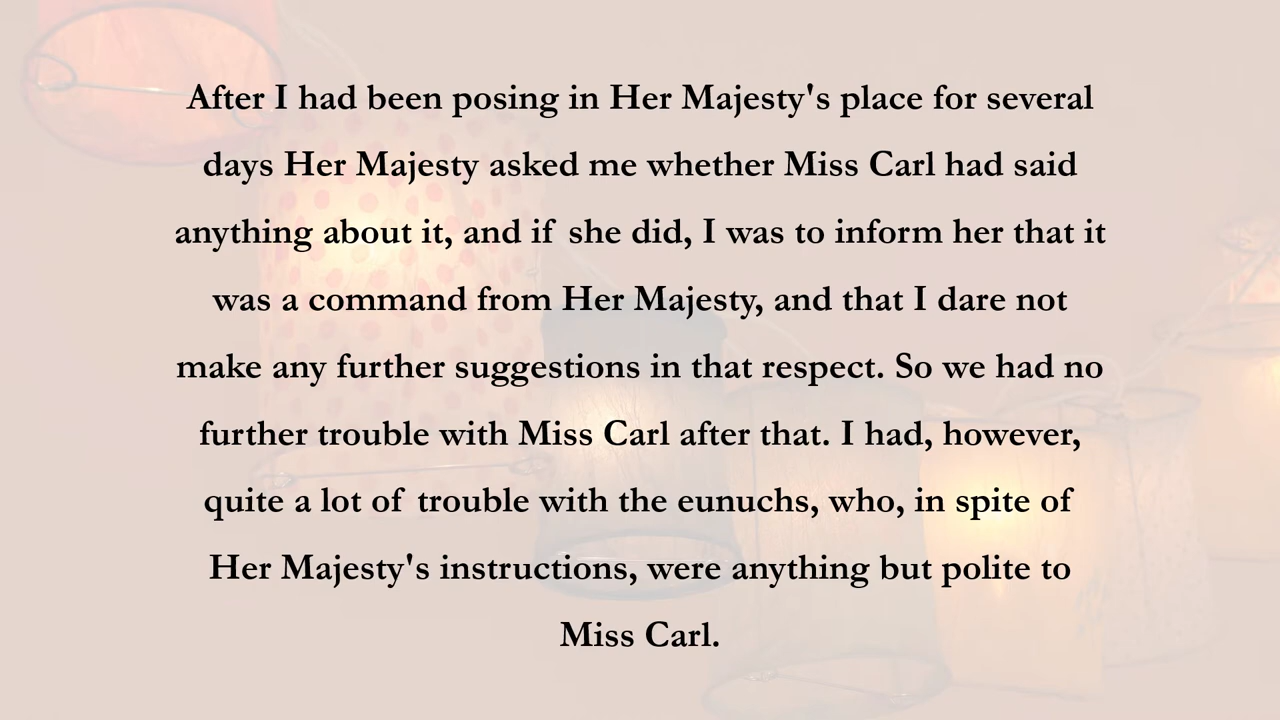 After I had been posing in Her Majesty's place for several
days Her Majesty asked me whether Miss Carl had said
anything about it, and if she did, I was to inform her that it
was a command from Her Majesty, and that I dare not
make any further suggestions in that respect. So we had no
further trouble with Miss Carl after that. I had, however,
quite a lot of trouble with the eunuchs, who, in spite of
Her Majesty's instructions, were anything but polite to
Miss Carl.